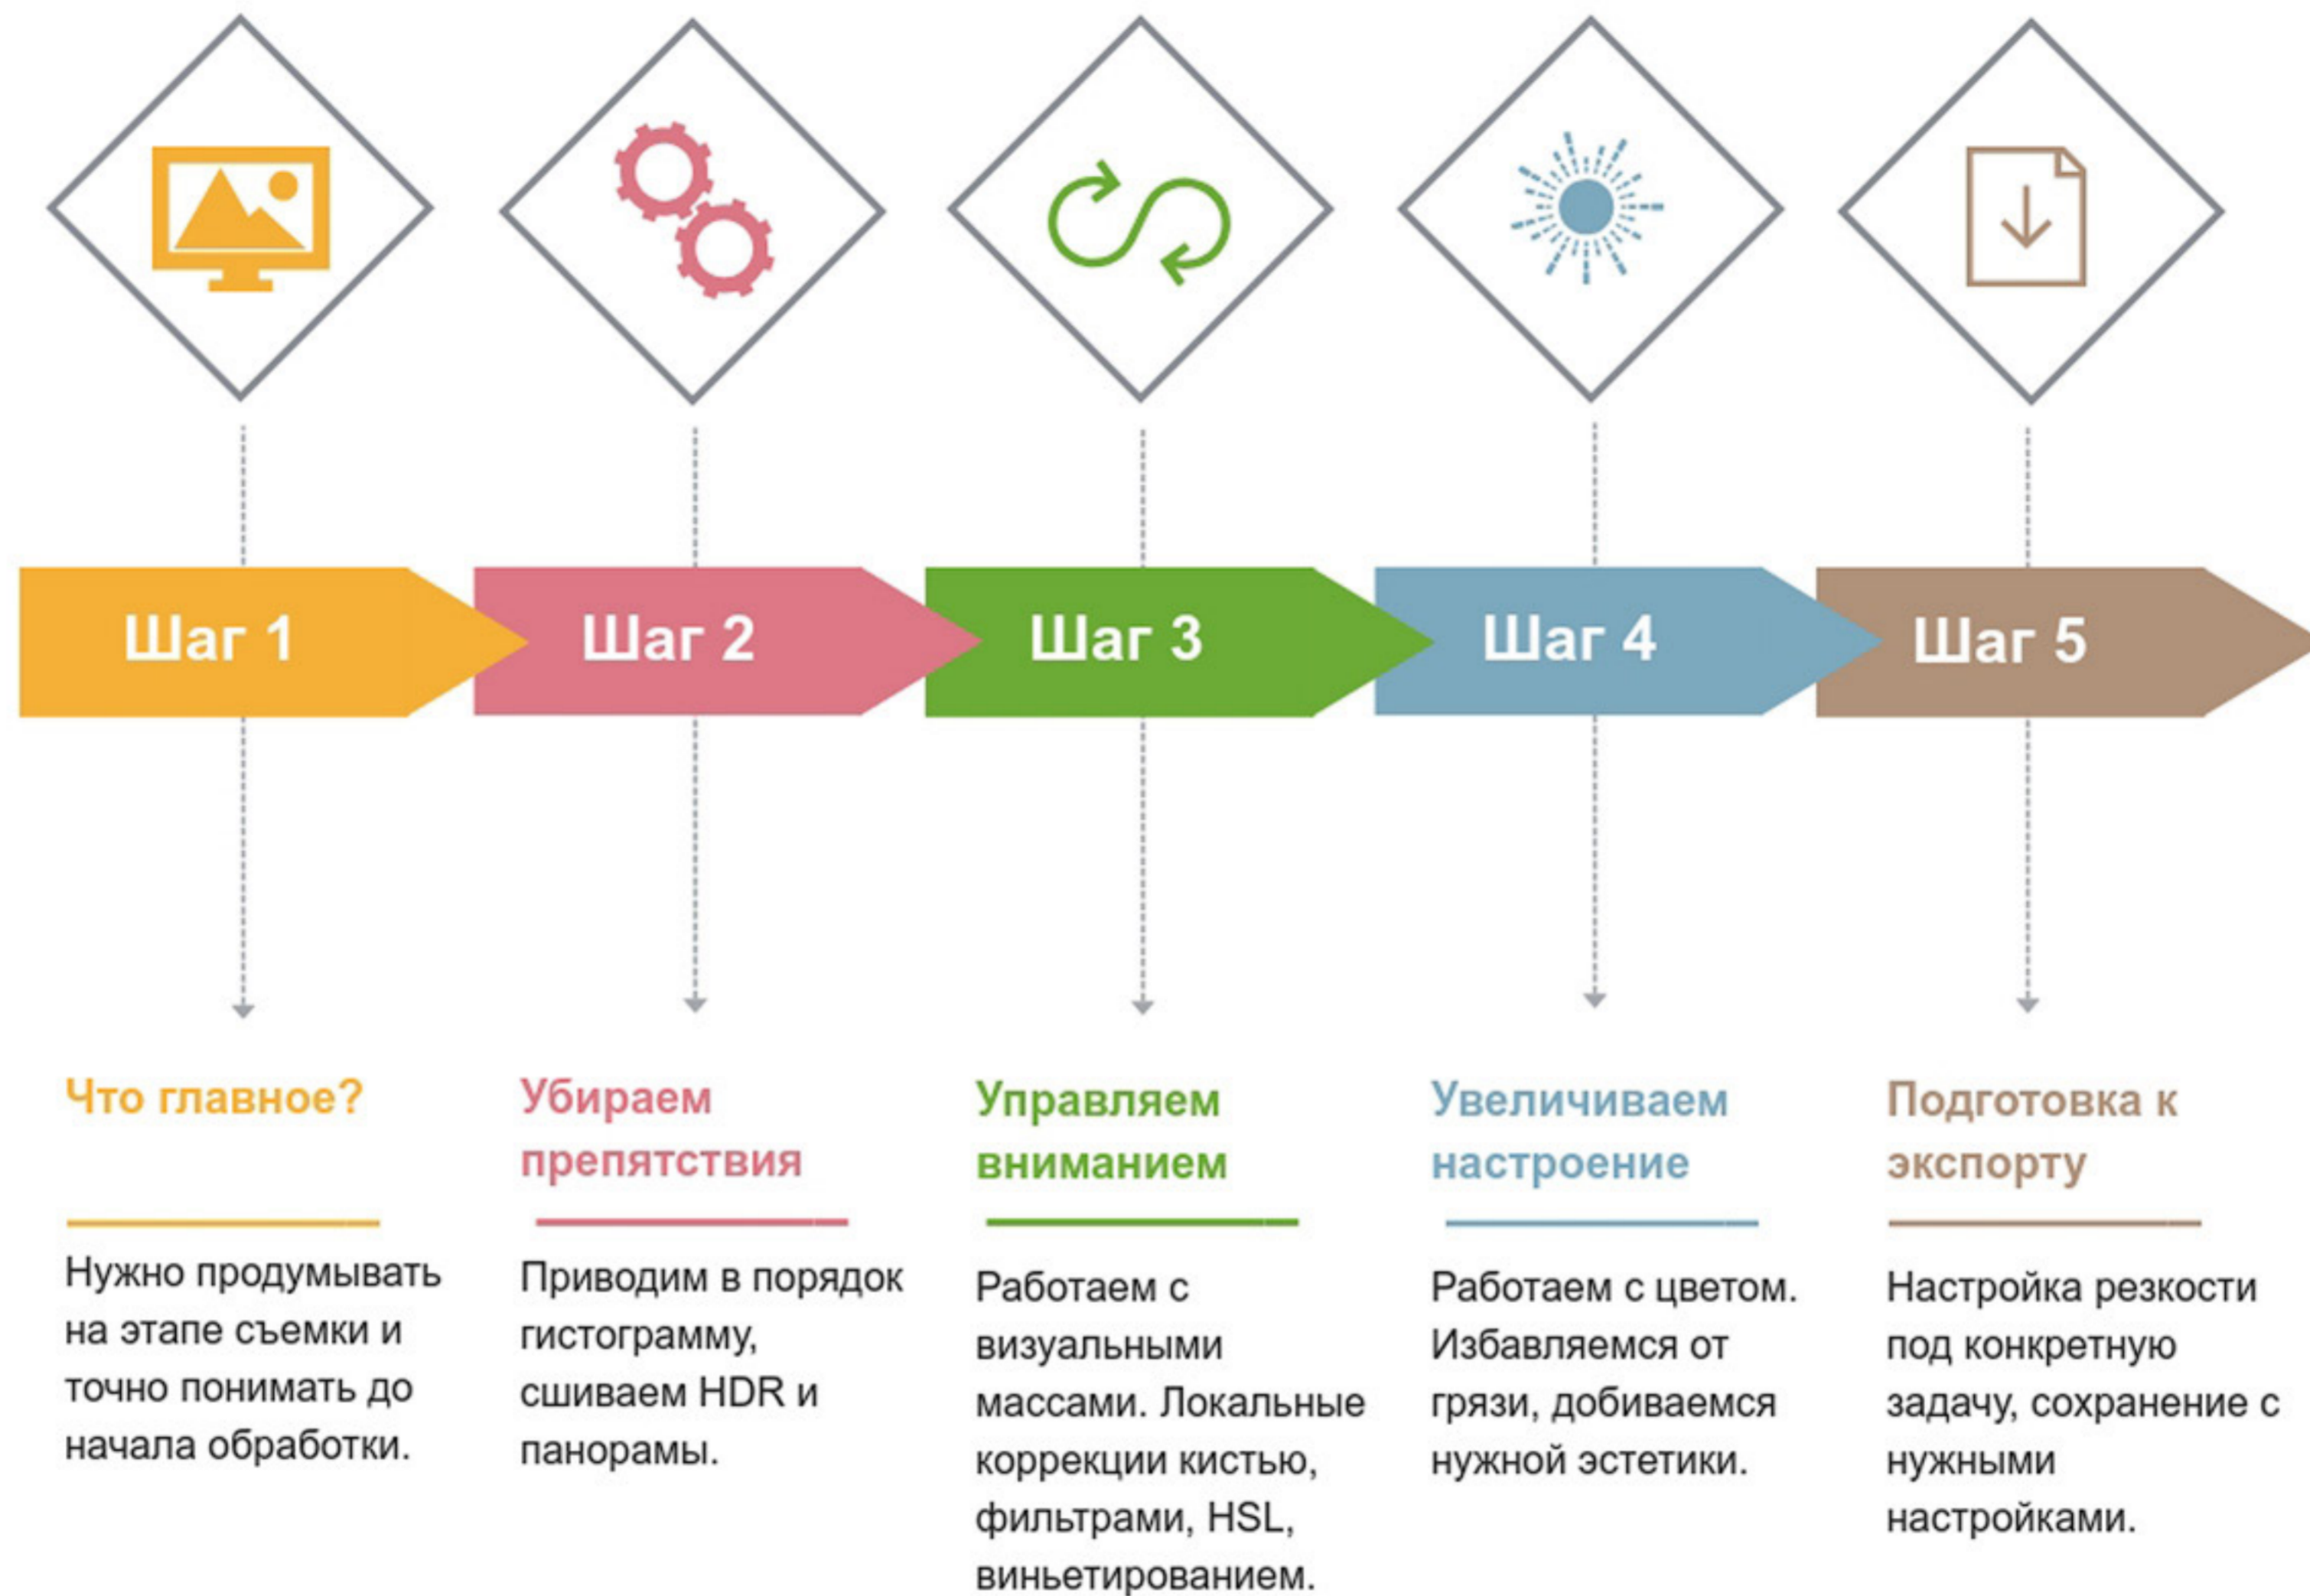 Шаг 1
Шаг 2
Шаг 3
Шаг 4
Шаг 5
Что главное?
Нужно продумывать
на этапе съемки и
точно понимать до
начала обработки.
Убираем
препятствия
Приводим в порядок
гистограмму,
сшиваем HDR и
панорамы.
Управляем
вниманием
Работаем с
визуальными
массами. Локальные
коррекции кистью,
фильтрами, HSL,
виньетированием.
Увеличиваем
настроение
Работаем с цветом.
Избавляемся от
грязи, добиваемся
нужной эстетики.
Подготовка к
экспорту
Настройка резкости
под конкретную
задачу, сохранение с
нужными
настройками.